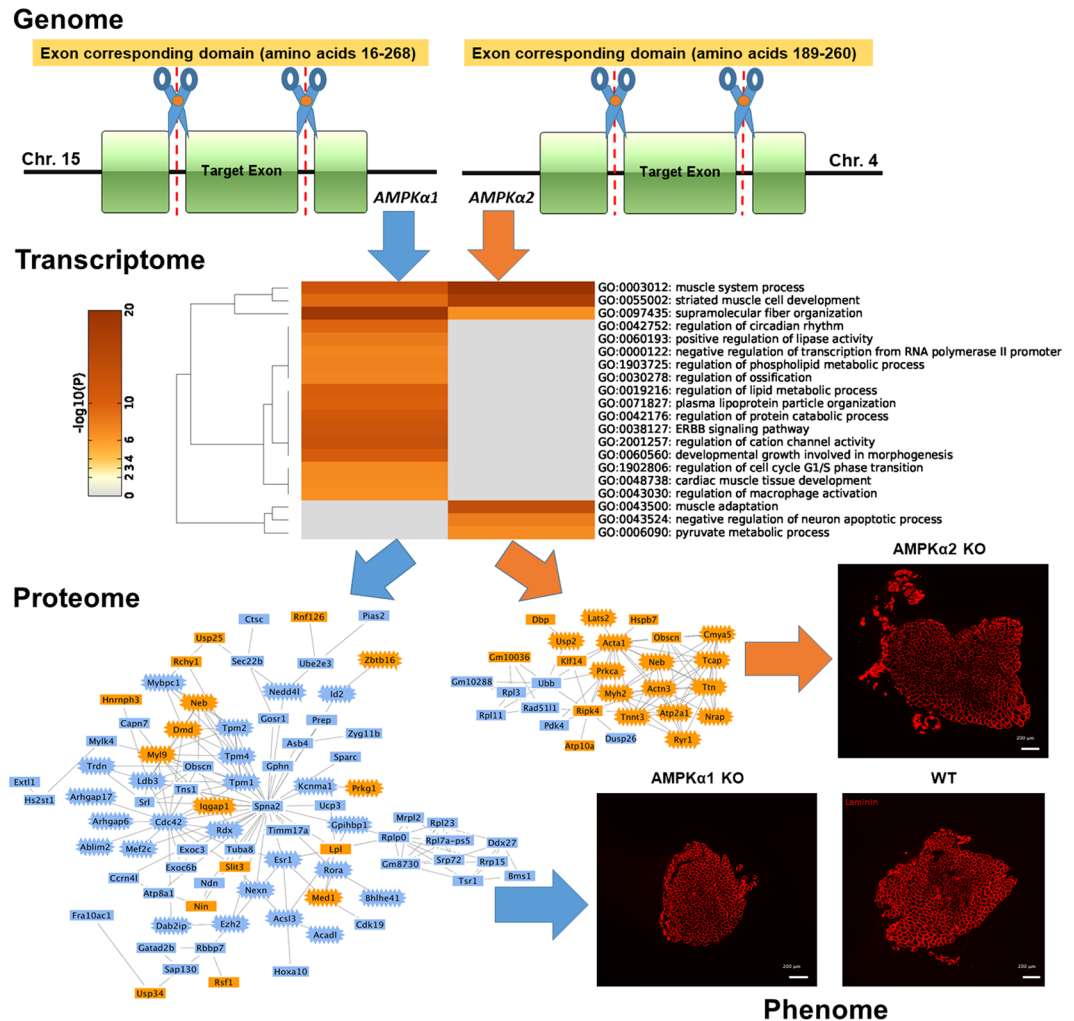 Genome
Exon corresponding domain (amino acids 16-268)
Exon corresponding domain (amino acids 189-260)
Chr. 15
Target Exon
Target Exon
Chr. 4
AMPKα1
AMPKα2
Transcriptome
-log10(P)
20
10
6
4
3
2
0
GO:0003012: muscle system process
GO:0055002: striated muscle cell development
GO:0097435: supramolecular fiber organization
GO:0042752: regulation of circadian rhythm
GO:0060193: positive regulation of lipase activity
GO:0000122: negative regulation of transcription from RNA polymerase II promoter
GO:1903725: regulation of phospholipid metabolic process
GO:0030278: regulation of ossification
GO:0019216: regulation of lipid metabolic process
GO:0071827: plasma lipoprotein particle organization
GO:0042176: regulation of protein catabolic process
GO:0038127: ERBB signaling pathway
GO:2001257: regulation of cation channel activity
GO:0060560: developmental growth involved in morphogenesis
GO:1902806: regulation of cell cycle G1/S phase transition
GO:0048738: cardiac muscle tissue development
GO:0043030: regulation of macrophage activation
GO:0043500: muscle adaptation
GO:0043524: negative regulation of neuron apoptotic process
GO:0006090: pyruvate metabolic process
Proteome
Ctsc
Rnf126
Pias2
Usp25
Rchy1
Sec22b
Ube2e3
Zbtb16
Mybpc1
Nedd4l
Id2
Hnrnph3
Neb
Capn7
Dmd
Tpm2
Gosr1
Prep
Zyg11b
Mylk4
Myl9
Tpm4
Asb4
Trdn
Obscn
Gphn
Sparc
Extl1
Ldb3
Tpm1
Kcnma1
Prkg1
Hs2st1
Arhgap17
Srl
Tns1
Iqgap1
Spna2
Ucp3
Arhgap6
Cdc42
Rdx
Timm17a
Gpihbp1
Mrpl2
Rpl23
Ablim2
Mef2c
Exoc3
Tuba8
Lpl
Rplp0
Rpl7a-ps5
Ddx27
Exoc6b
Slit3
Esr1
Rora
Gm8730
Srp72
Rrp15
Ccrn4l
Ndn
Nexn
Tsr1
Bms1
Atp8a1
Nin
Med1
Bhlhe41
Fra10ac1
Dab2ip
Ezh2
Acsl3
Cdk19
Acadl
Gatad2b
Rbbp7
Sap130
Hoxa10
Usp34
Rsf1
Dbp
Lats2
Hspb7
Usp2
Acta1
Obscn
Cmya5
Gm10036
Klf14
Neb
Tcap
Gm10288
Ubb
Prkca
Rpl3
Myh2
Actn3
Ttn
Rpl11
Rad51l1
Ripk4
Tnnt3
Atp2a1
Nrap
Pdk4
Atp10a
Dusp26
Ryr1
AMPKα2 KO
200 µm
AMPKα1 KO
200 µm
WT
Laminin
200 µm
Phenome